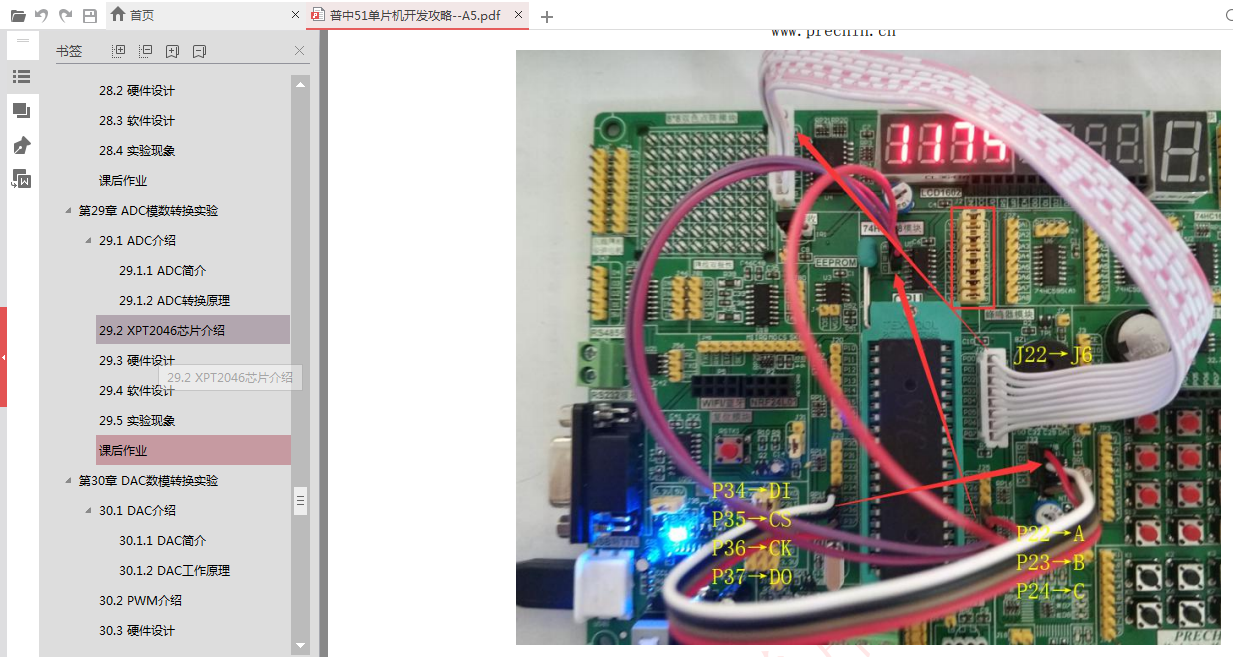 首页
普中51单片机开发攻略--A5.pdf
书签
28.2 硬件设计
28.3 软件设计
28.4 实验现象
课后作业
第29章 ADC模数转换实验
29.1 ADC介绍
29.1.1 ADC简介
29.1.2 ADC转换原理
29.2 XPT2046芯片介绍
29.3 硬件设计
29.2 XPT2046芯片介绍
29.4 软件设计
29.5 实验现象
课后作业
第30章 DAC数模转换实验
30.1 DAC介绍
30.1.1 DAC简介
30.1.2 DAC工作原理
30.2 PWM介绍
30.3 硬件设计
www.prechin.cn
1174
LCD1602
EEPROM
CPU
RS485
RS232
WIFI/蓝牙
NRF24L01
J22→J6
P34→DI
P35→CS
P36→CK
P37→DO
P22→A
P23→B
P24→C
PRECH